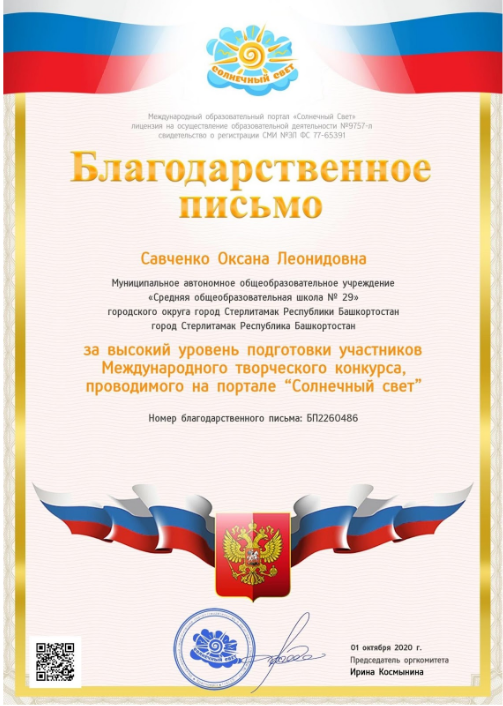 СОЛНЕЧНЫЙ СВЕТ
Международный образовательный портал «Солнечный Свет»
лицензия на осуществление образовательной деятельности №9757-л
свидетельство о регистрации СМИ №ЭЛ ФС 77-65391
Благодарственное
письмо
Савченко Оксана Леонидовна
Муниципальное автономное общеобразовательное учреждение
«Средняя общеобразовательная школа № 29»
городского округа город Стерлитамак Республики Башкортостан
город Стерлитамак Республика Башкортостан
за высокий уровень подготовки участников
Международного творческого конкурса,
проводимого на портале “Солнечный свет”
Номер благодарственного письма: БП2260486
СОЛНЕЧНЫЙ СВЕТ
01 октября 2020 г.
Председатель оргкомитета
Ирина Космынина